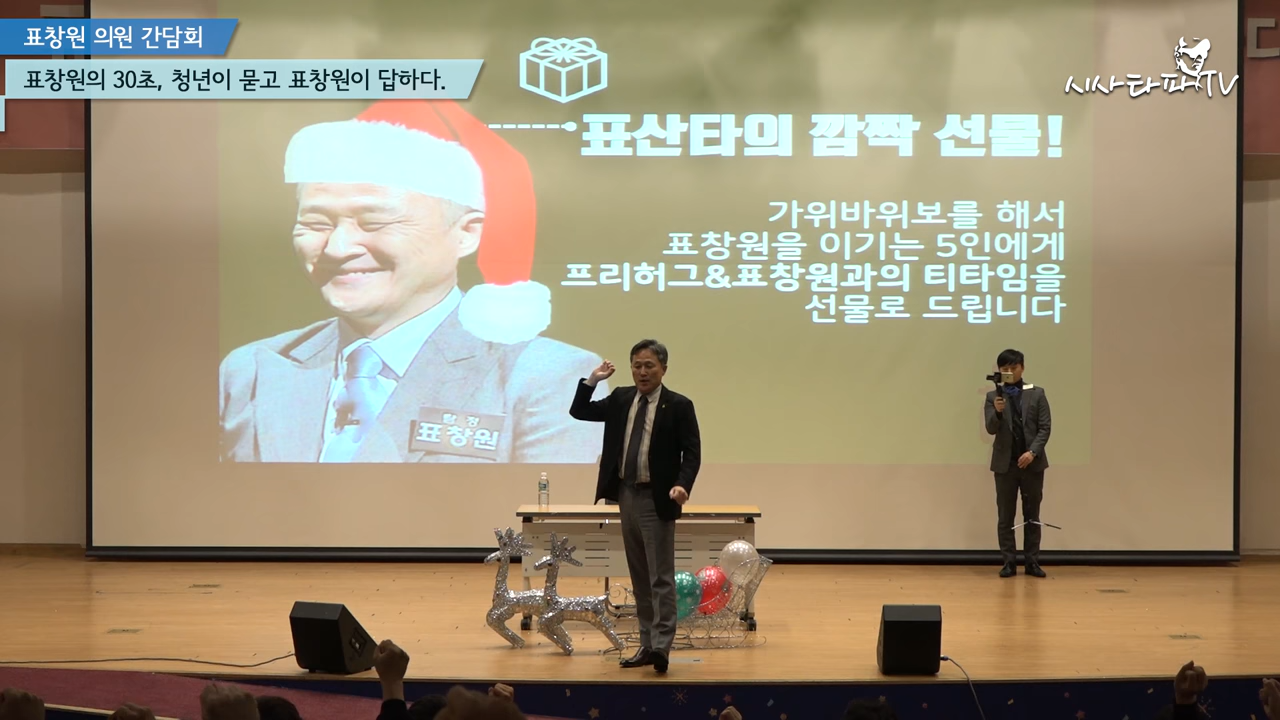 표창원 의원 간담회
표창원의 30초, 청년이 묻고 표창원이 답하다.
시사타파TV
표산타의 깜짝 선물!
가위바위보를 해서
표창원을 이기는 5인에게
프리허그&표창원과의 티타임을
선물로 드립니다
탐정
표창원